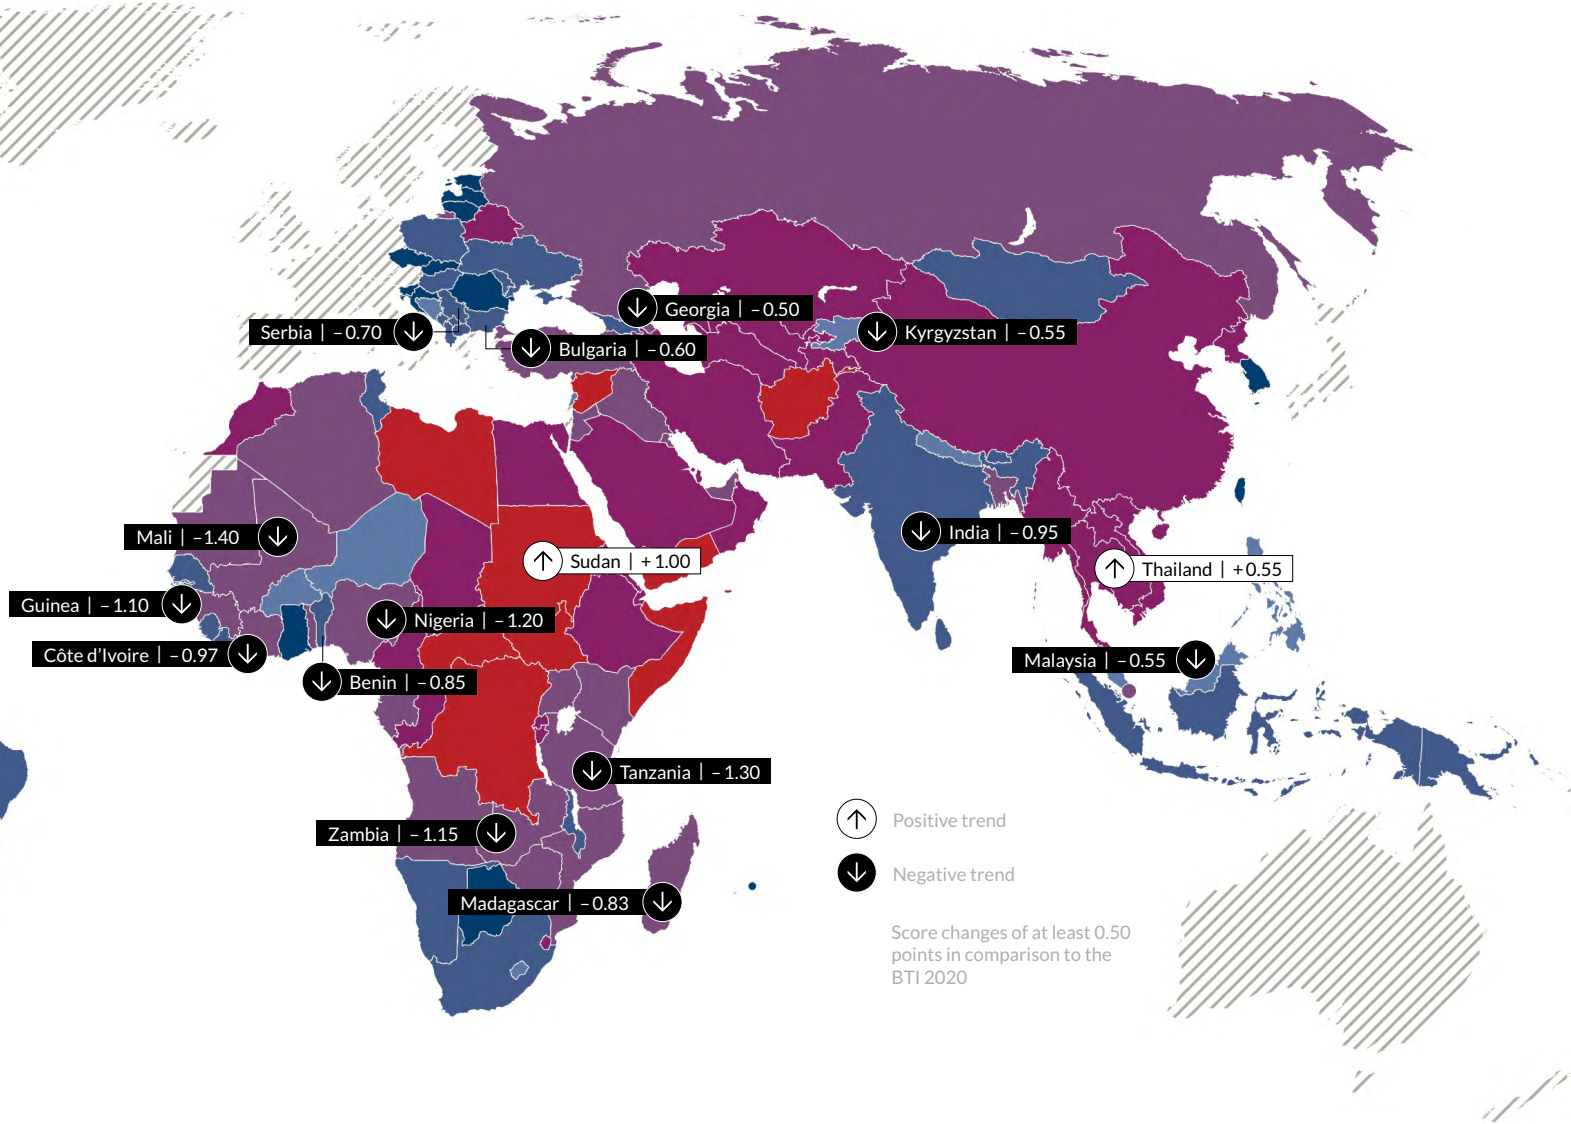 Georgia | –0.50
Serbia | –0.70
Kyrgyzstan | –0.55
Bulgaria | –0.60
Mali | –1.40
India | –0.95
Sudan | +1.00
Thailand | +0.55
Guinea | –1.10
Nigeria | –1.20
Côte d'Ivoire | –0.97
Malaysia | –0.55
Benin | –0.85
Tanzania | –1.30
Zambia | –1.15
Madagascar | –0.83
Positive trend
Negative trend
Score changes of at least 0.50
points in comparison to the
BTI 2020